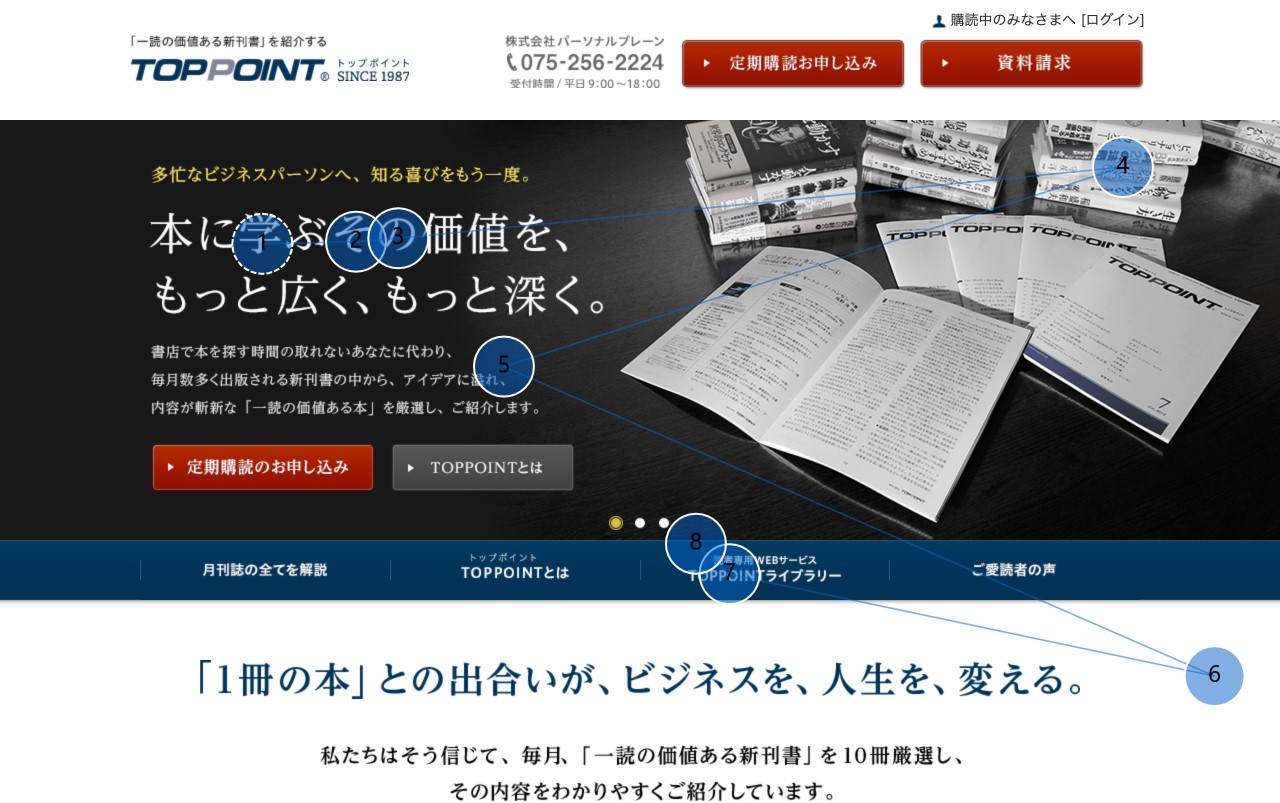 購読中のみなさまへ [ログイン]
「一読の価値ある新刊書」を紹介する
TOPPOINT® トップポイント SINCE 1987
株式会社パーソナルブレーン
075-256-2224
受付時間 / 平日 9:00〜18:00
定期購読お申し込み
資料請求
多忙なビジネスパーソンへ、知る喜びをもう一度。
本に学ぶその価値を、
もっと広く、もっと深く。
書店で本を探す時間の取れないあなたに代わり、
毎月数多く出版される新刊書の中から、アイデアに溢れ、
内容が斬新な「一読の価値ある本」を厳選し、ご紹介します。
定期購読のお申し込み
TOPPOINTとは
TOPPOINT
TOPPOINT
TOPPOINT
TOPPOINT
7
1
2
3
4
5
6
7
8
月刊誌の全てを解説
トップポイント
TOPPOINTとは
読者専用WEBサービス
TOPPOINTライブラリー
ご愛読者の声
「1冊の本」との出合いが、ビジネスを、人生を、変える。
私たちはそう信じて、毎月、「一読の価値ある新刊書」を10冊厳選し、
その内容をわかりやすくご紹介しています。